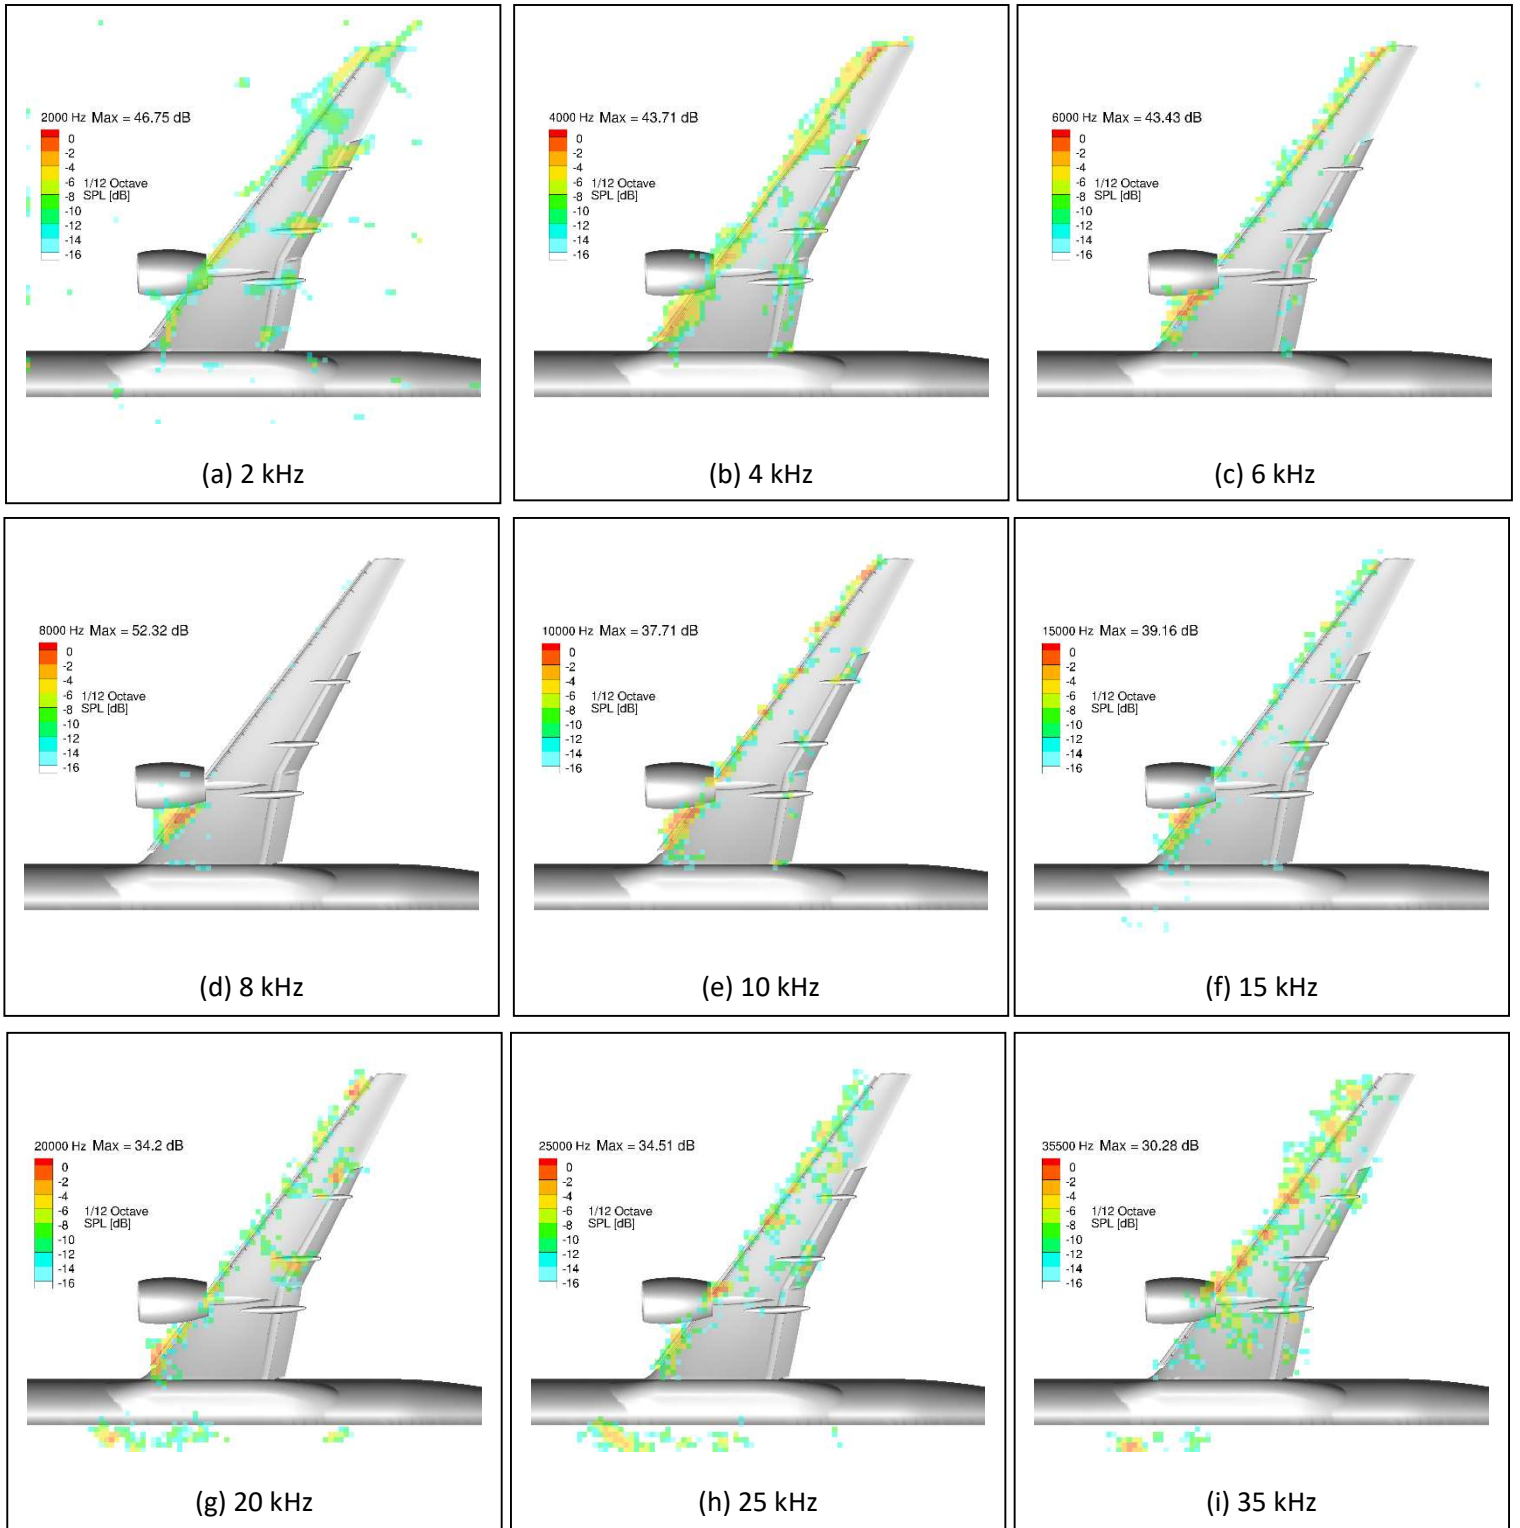 2000 Hz Max = 46.75 dB
0
-2
-4
-6
-8
-10
-12
-14
-16
1/12 Octave
SPL [dB]
(a) 2 kHz
4000 Hz Max = 43.71 dB
0
-2
-4
-6
-8
-10
-12
-14
-16
1/12 Octave
SPL [dB]
(b) 4 kHz
6000 Hz Max = 43.43 dB
0
-2
-4
-6
-8
-10
-12
-14
-16
1/12 Octave
SPL [dB]
(c) 6 kHz
8000 Hz Max = 52.32 dB
0
-2
-4
-6
-8
-10
-12
-14
-16
1/12 Octave
SPL [dB]
(d) 8 kHz
10000 Hz Max = 37.71 dB
0
-2
-4
-6
-8
-10
-12
-14
-16
1/12 Octave
SPL [dB]
(e) 10 kHz
15000 Hz Max = 39.16 dB
0
-2
-4
-6
-8
-10
-12
-14
-16
1/12 Octave
SPL [dB]
(f) 15 kHz
20000 Hz Max = 34.2 dB
0
-2
-4
-6
-8
-10
-12
-14
-16
1/12 Octave
SPL [dB]
(g) 20 kHz
25000 Hz Max = 34.51 dB
0
-2
-4
-6
-8
-10
-12
-14
-16
1/12 Octave
SPL [dB]
(h) 25 kHz
35500 Hz Max = 30.28 dB
0
-2
-4
-6
-8
-10
-12
-14
-16
1/12 Octave
SPL [dB]
(i) 35 kHz